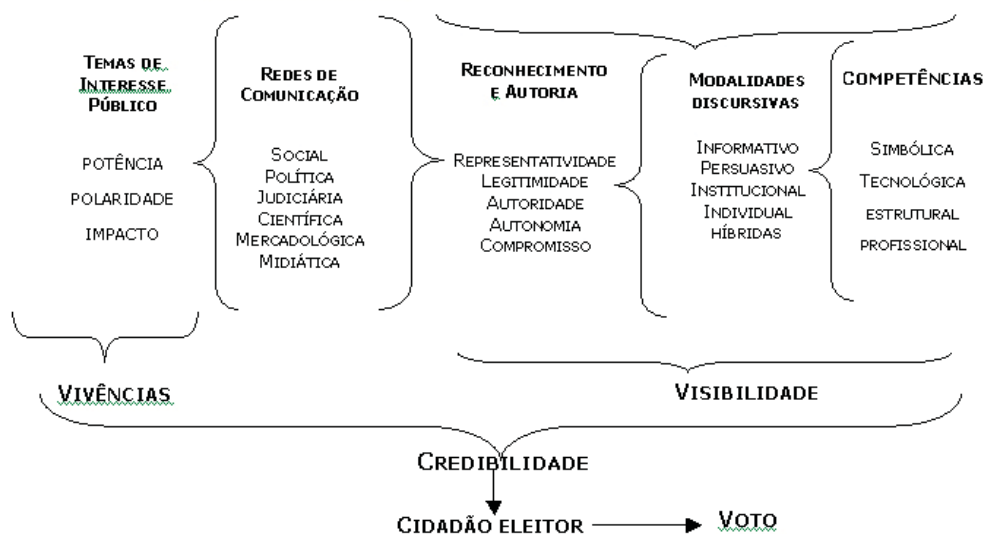 TEMAS DE
INTERESSE
PÚBLICO
POTÊNCIA
POLARIDADE
IMPACTO
REDES DE
COMUNICAÇÃO
SOCIAL
POLÍTICA
JUDICIÁRIA
CIENTÍFICA
MERCADOLÓGICA
MIDIÁTICA
RECONHECIMENTO
E AUTORIA
REPRESENTATIVIDADE
LEGITIMIDADE
AUTORIDADE
AUTONOMIA
COMPROMISSO
MODALIDADES
DISCURSIVAS
INFORMATIVO
PERSUASIVO
INSTITUCIONAL
INDIVIDUAL
HÍBRIDAS
COMPETÊNCIAS
SIMBÓLICA
TECNOLÓGICA
ESTRUTURAL
PROFISSIONAL
VIVÊNCIAS
VISIBILIDADE
CREDIBILIDADE
CIDADÃO ELEITOR
VOTO